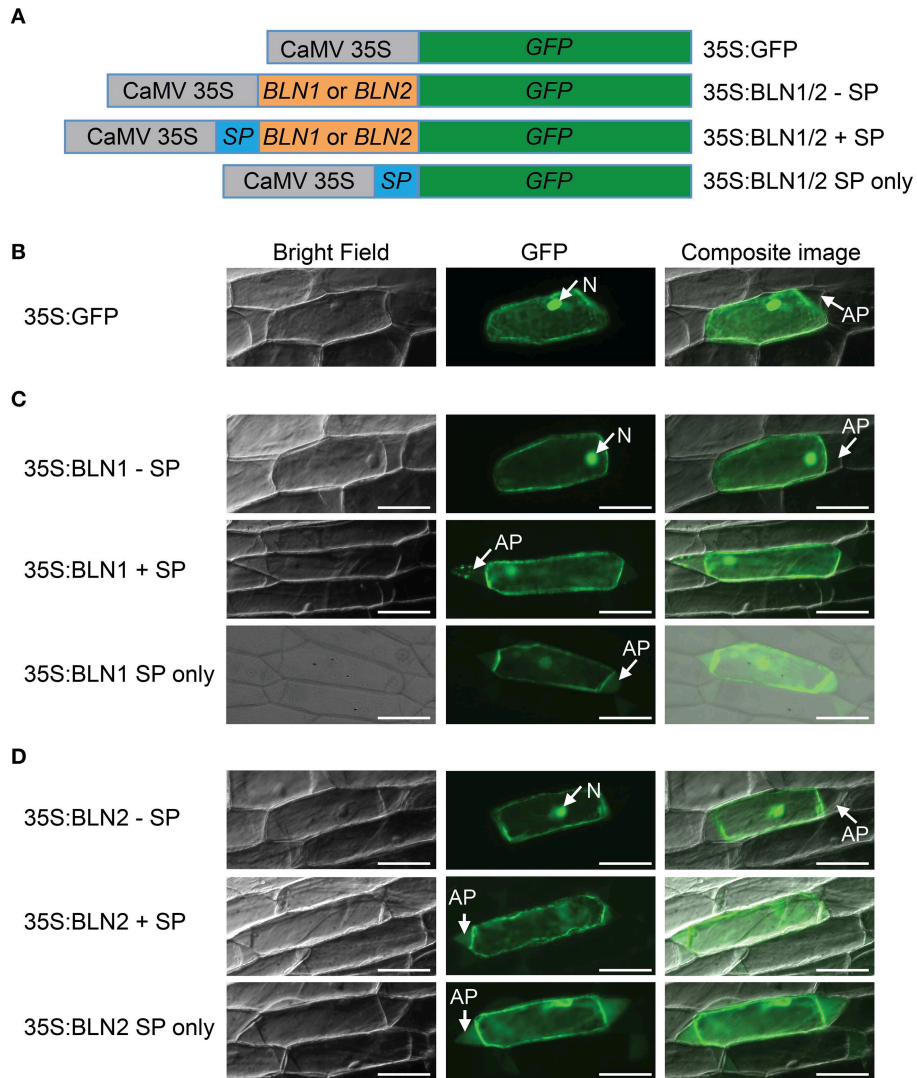 A
CaMV 35S GFP 35S:GFP
CaMV 35S BLN1 or BLN2 GFP 35S:BLN1/2 - SP
CaMV 35S SP BLN1 or BLN2 GFP 35S:BLN1/2 + SP
CaMV 35S SP GFP 35S:BLN1/2 SP only
B
Bright Field GFP Composite image
35S:GFP N AP
C
35S:BLN1 - SP N AP
35S:BLN1 + SP AP
35S:BLN1 SP only AP
D
35S:BLN2 - SP N AP
35S:BLN2 + SP AP
35S:BLN2 SP only AP